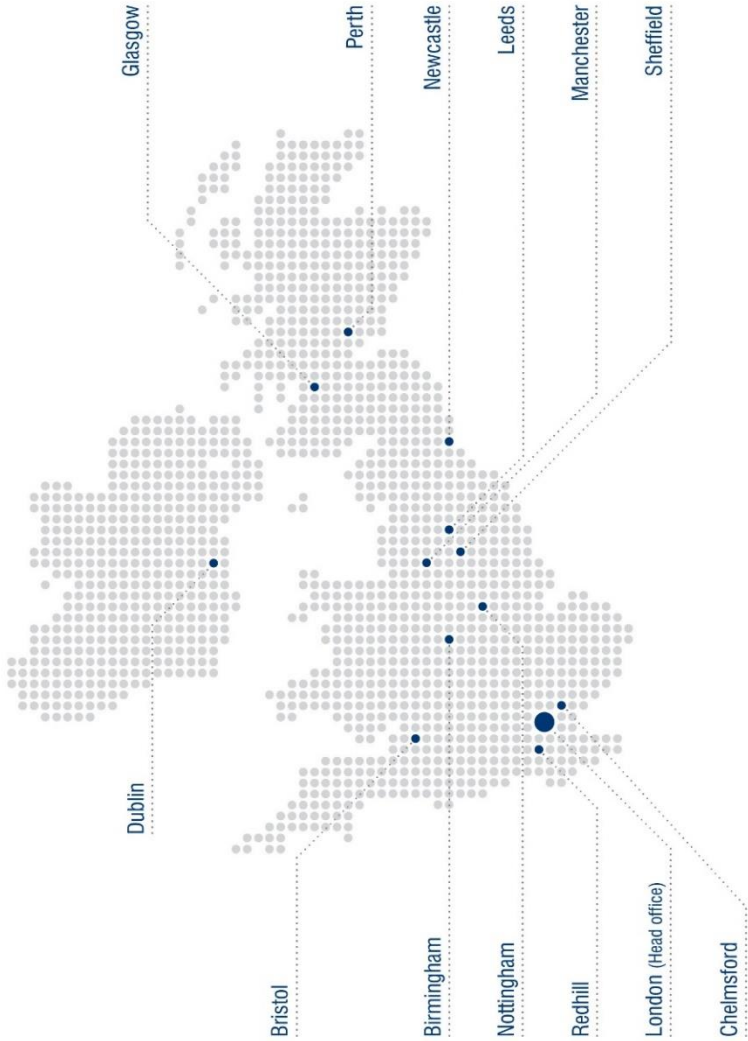 Glasgow
Perth
Newcastle
Leeds
Manchester
Sheffield
Dublin
Bristol
Birmingham
Nottingham
Redhill
London (Head office)
Chelmsford